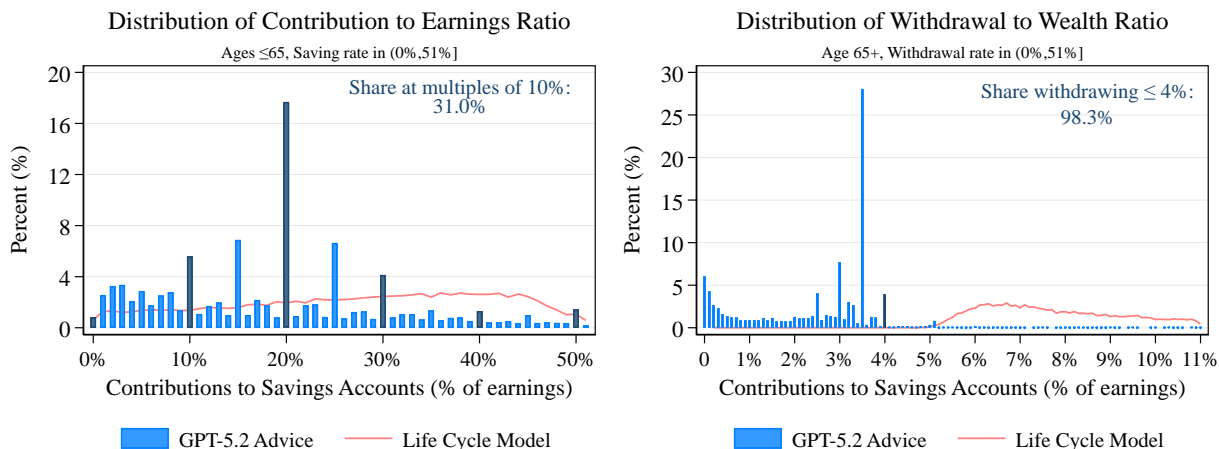 Distribution of Contribution to Earnings Ratio
Ages ≤65, Saving rate in (0%,51%]
Share at multiples of 10%:
31.0%
Percent (%)
20
16
12
8
4
0
0% 10% 20% 30% 40% 50%
Contributions to Savings Accounts (% of earnings)
GPT-5.2 Advice Life Cycle Model
Distribution of Withdrawal to Wealth Ratio
Age 65+, Withdrawal rate in (0%,51%]
Share withdrawing ≤ 4%:
98.3%
Percent (%)
30
25
20
15
10
5
0
0 1% 2% 3% 4% 5% 6% 7% 8% 9% 10% 11%
Contributions to Savings Accounts (% of earnings)
GPT-5.2 Advice Life Cycle Model